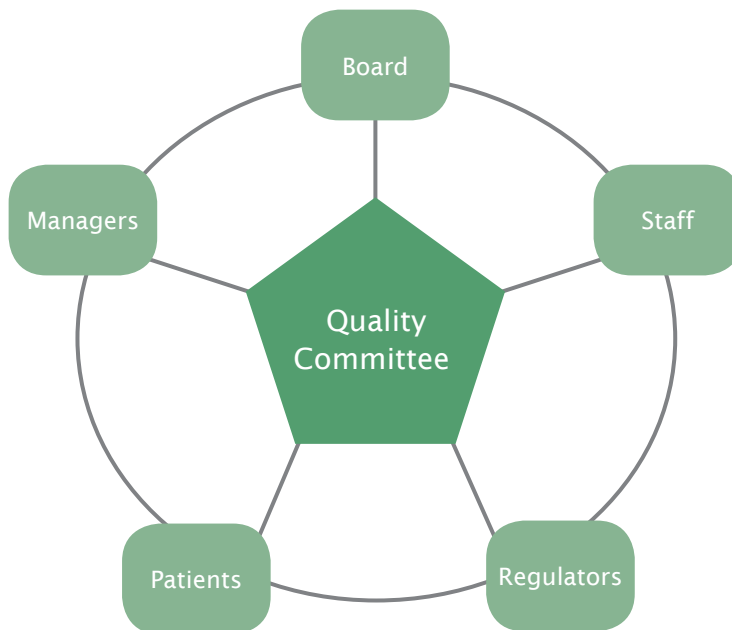 Board
Managers
Staff
Quality
Committee
Patients
Regulators